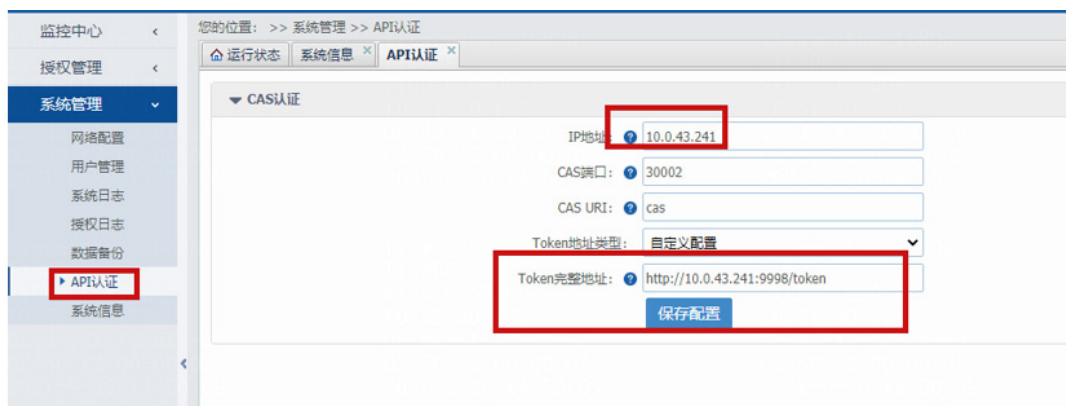 监控中心
授权管理
系统管理
网络配置
用户管理
系统日志
授权日志
数据备份
API认证
系统信息
您的位置: >> 系统管理 >> API认证
运行状态 系统信息 × API认证 ×
CAS认证
IP地址: ? 10.0.43.241
CAS端口: ? 30002
CAS URI: ? cas
Token地址类型: 自定义配置
Token完整地址: ? http://10.0.43.241:9998/token
保存配置